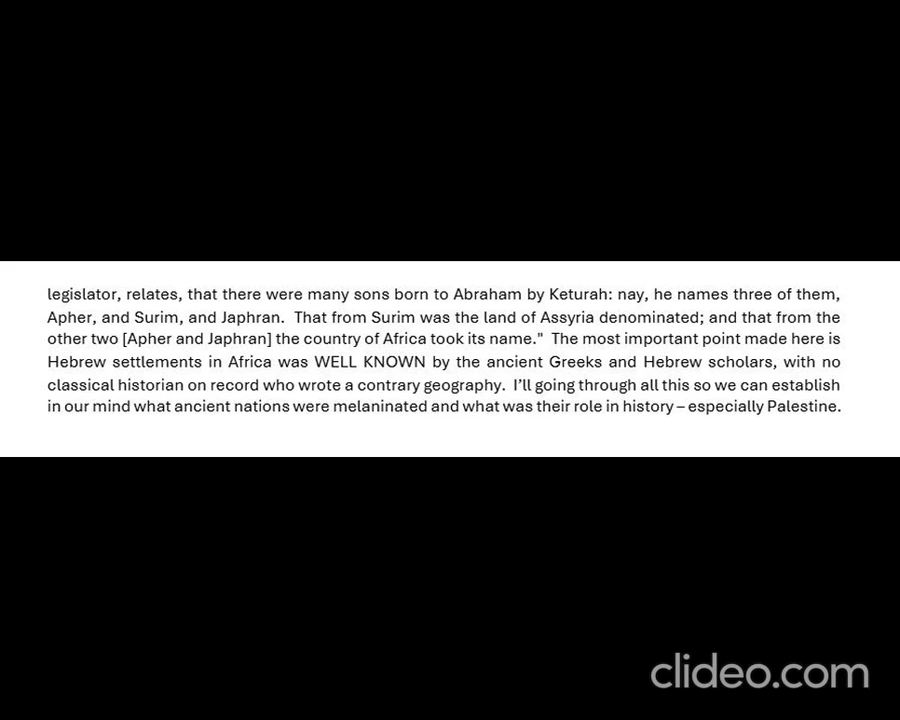 legislator, relates, that there were many sons born to Abraham by Keturah: nay, he names three of them,
Apher, and Surim, and Japhran.  That from Surim was the land of Assyria denominated; and that from the
other two [Apher and Japhran] the country of Africa took its name."  The most important point made here is
Hebrew settlements in Africa was WELL KNOWN by the ancient Greeks and Hebrew scholars, with no
classical historian on record who wrote a contrary geography.  I’ll going through all this so we can establish
in our mind what ancient nations were melaninated and what was their role in history – especially Palestine.
clideo.com